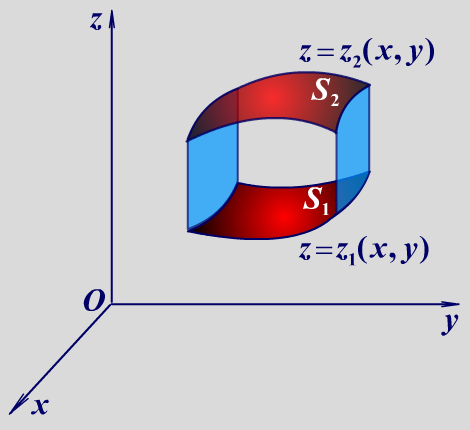 z
z=z₂(x, y)
S₂
S₁
z=z₁(x, y)
O
y
x